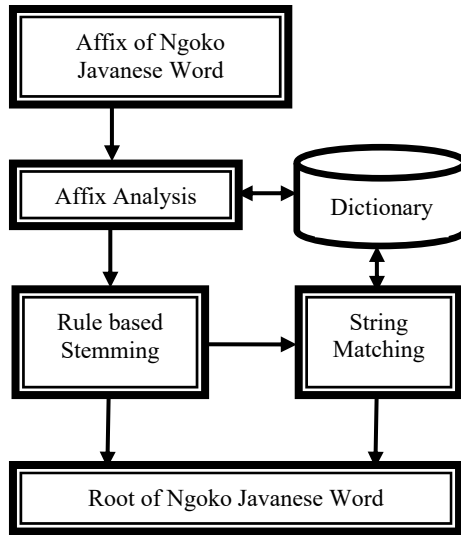 Affix of Ngoko
Javanese Word
Affix Analysis
Dictionary
Rule based
Stemming
String
Matching
Root of Ngoko Javanese Word